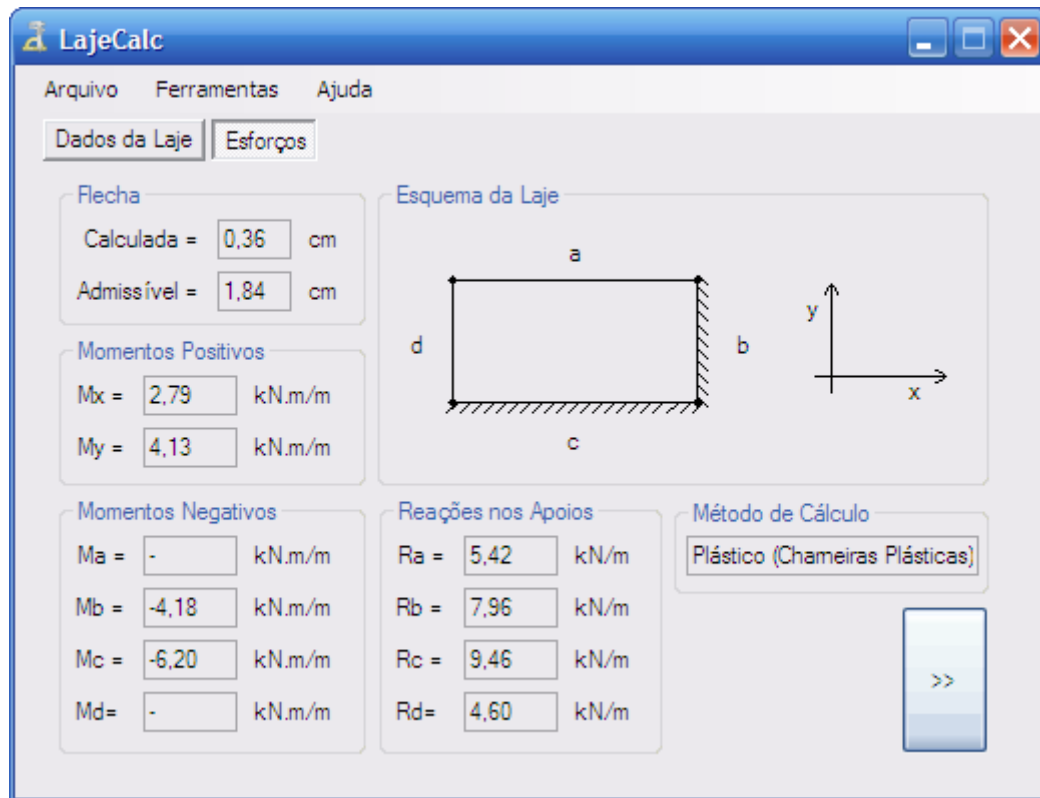 LajeCalc
Arquivo Ferramentas Ajuda
Dados da Laje Esforços
Flecha
Calculada = 0,36 cm
Admissível = 1,84 cm
Esquema da Laje
a
d
b
c
y
x
Momentos Positivos
Mx = 2,79 kN.m/m
My = 4,13 kN.m/m
Momentos Negativos
Ma = - kN.m/m
Mb = -4,18 kN.m/m
Mc = -6,20 kN.m/m
Md= - kN.m/m
Reações nos Apoios
Ra = 5,42 kN/m
Rb = 7,96 kN/m
Rc = 9,46 kN/m
Rd= 4,60 kN/m
Método de Cálculo
Plástico (Charneiras Plásticas)
>>